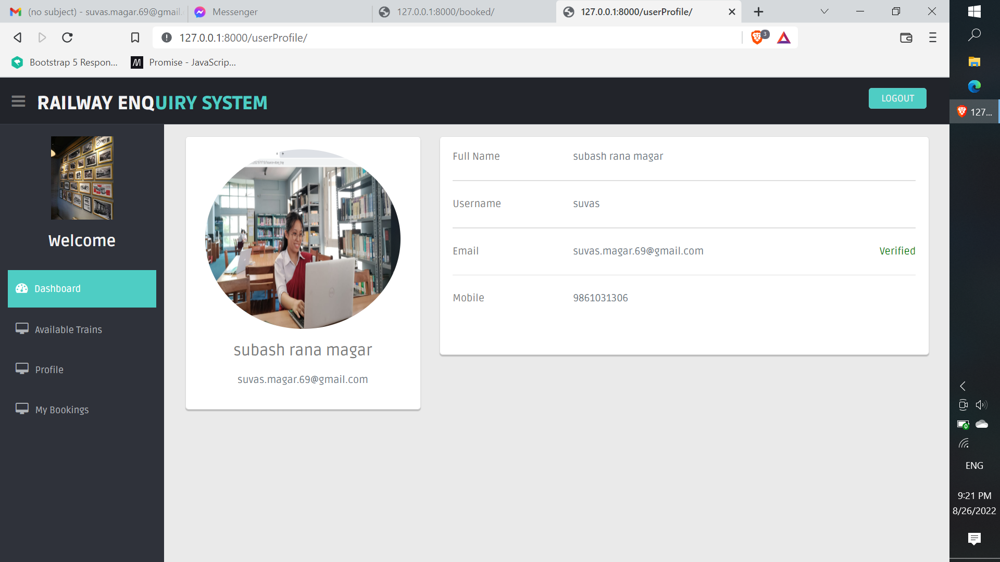 (no subject) - suvas.magar.69@gmail.
Messenger
127.0.0.1:8000/booked/
127.0.0.1:8000/userProfile/
127.0.0.1:8000/userProfile/
3
Bootstrap 5 Respon...
Promise - JavaScrip...
127...
RAILWAY ENQUIRY SYSTEM
LOGOUT
Welcome
Dashboard
Available Trains
Profile
My Bookings
subash rana magar
suvas.magar.69@gmail.com
Full Name
subash rana magar
Username
suvas
Email
suvas.magar.69@gmail.com
Verified
Mobile
9861031306
ENG
9:21 PM
8/26/2022